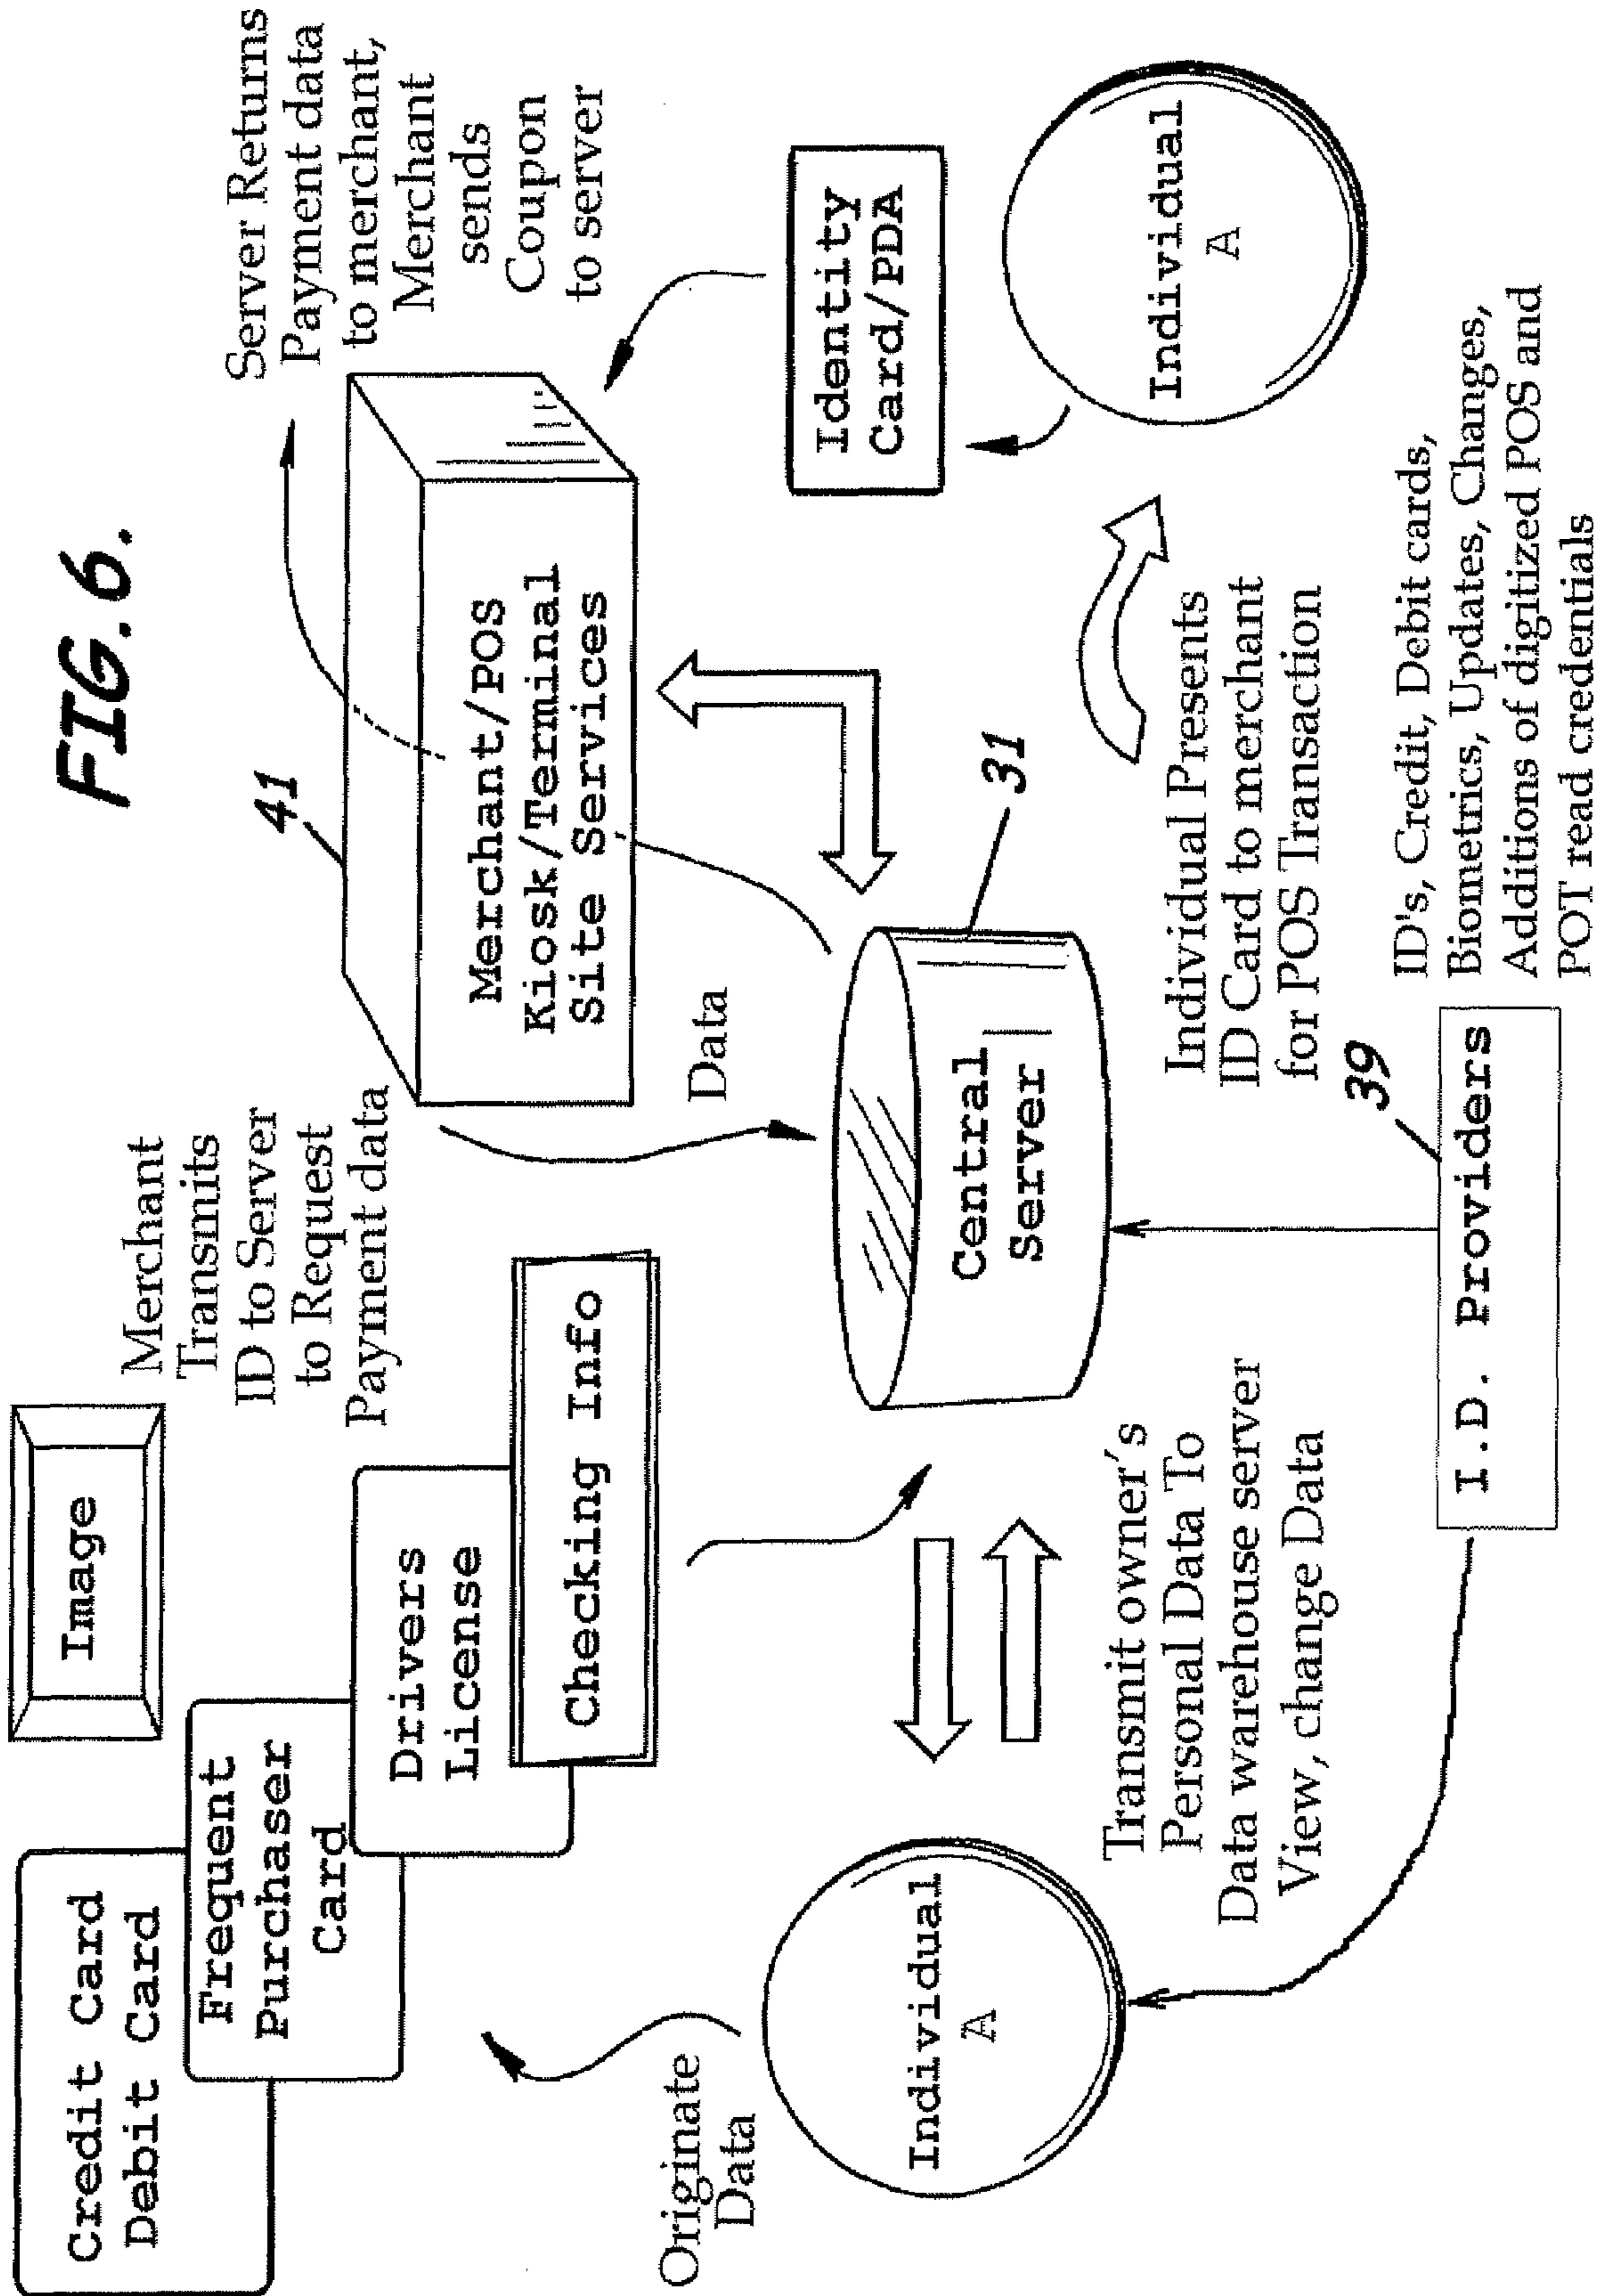 FIG. 6.
Credit Card
Debit Card
Frequent
Purchaser
Card
Drivers
License
Checking Info
Image
Merchant
Transmits
ID to Server
to Request
Payment data
41
Merchant/POS
Kiosk/Terminal
Site Services
Server Returns
Payment data
to merchant,
Merchant
sends
Coupon
to server
Originate
Data
Data
Individual
A
Transmit owner's
Personal Data To
Data warehouse server
View, change Data
Central
Server
31
Identity
Card/PDA
Individual
A
Individual Presents
ID Card to merchant
for POS Transaction
39
I.D. Providers
ID's, Credit, Debit cards,
Biometrics, Updates, Changes,
Additions of digitized POS and
POT read credentials